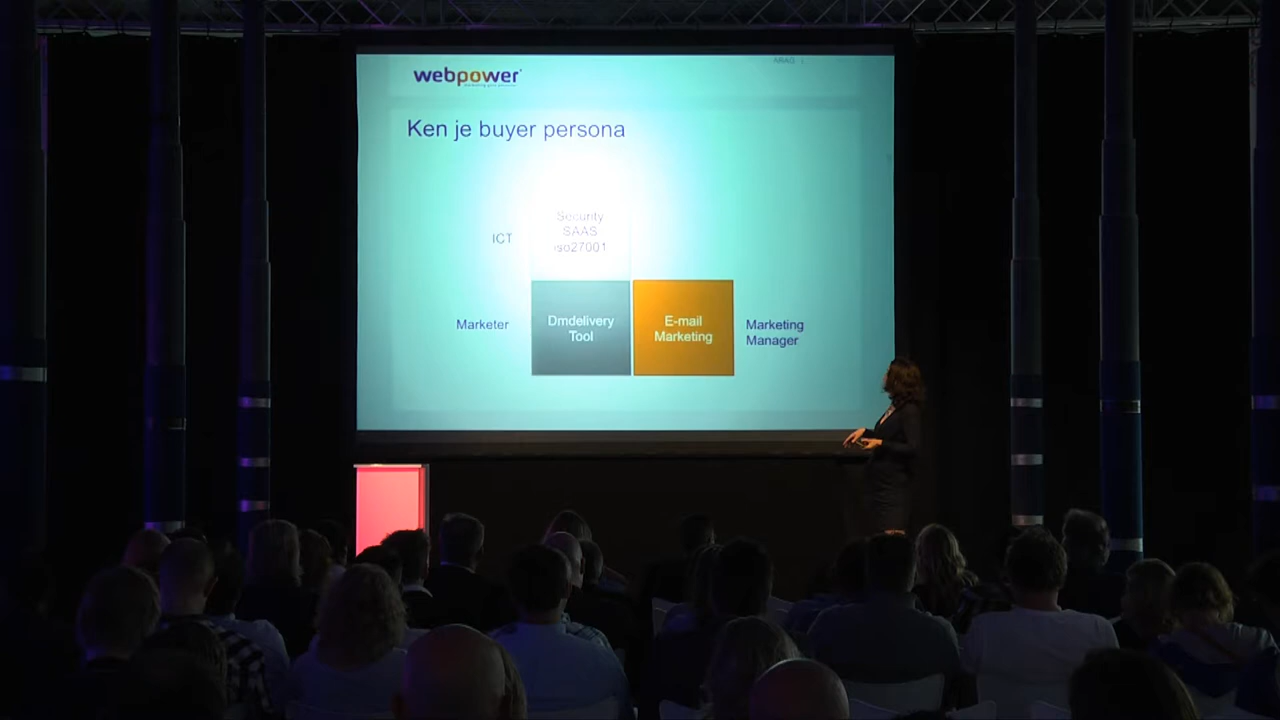 webpower
Ken je buyer persona
Security
SAAS
iso27001
ICT
Marketer
Dmdelivery
Tool
E-mail
Marketing
Marketing
Manager